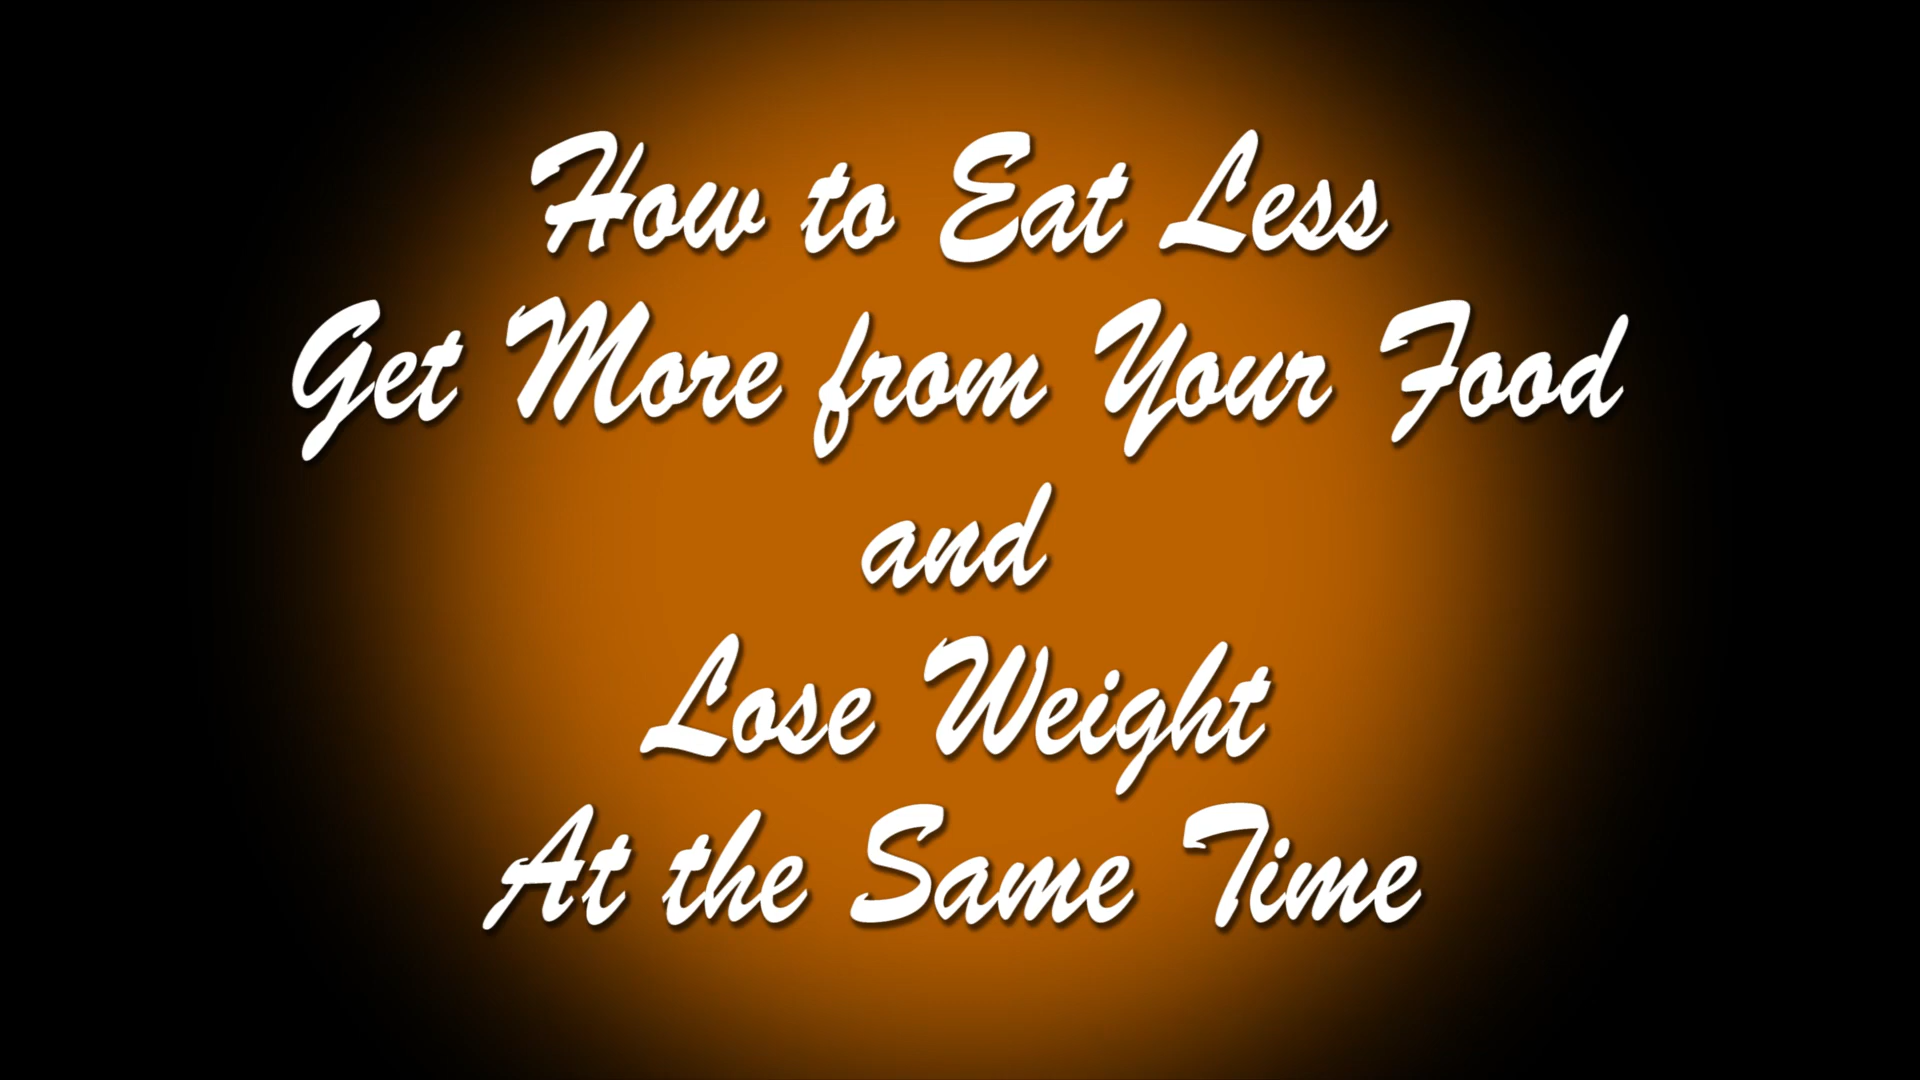 How to Eat Less
Get More from Your Food
and
Lose Weight
At the Same Time